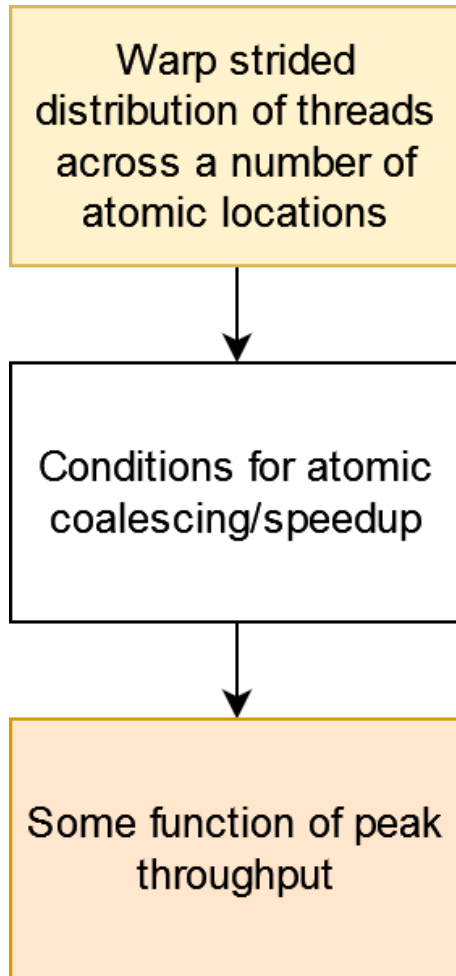 Warp strided
distribution of threads
across a number of
atomic locations
Conditions for atomic
coalescing/speedup
Some function of peak
throughput